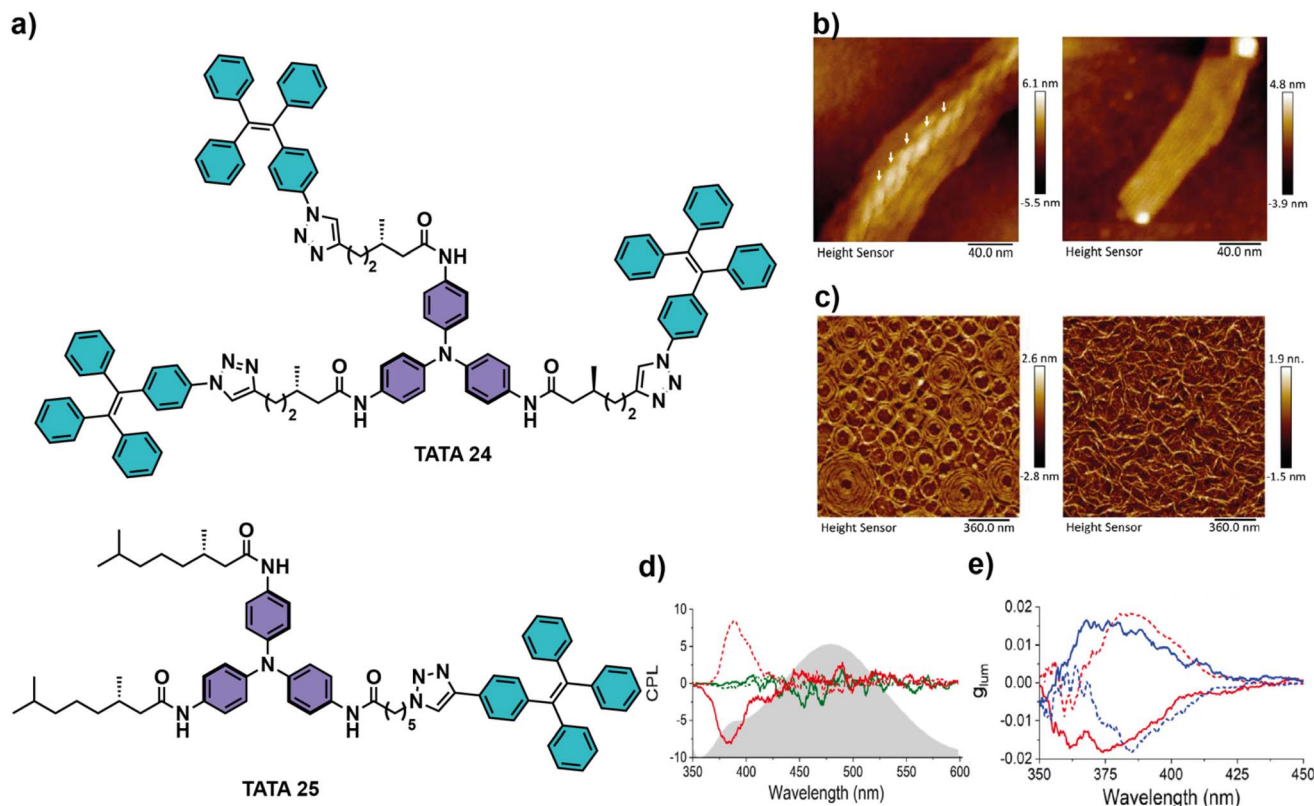 a)
b)
6.1 nm
-5.5 nm
Height Sensor
40.0 nm
4.8 nm
-3.9 nm
Height Sensor
40.0 nm
c)
2.6 nm
-2.8 nm
Height Sensor
360.0 nm
1.9 nm
-1.5 nm
Height Sensor
360.0 nm
N
N
N
2
O
NH
N
N
N
2
O
N
H
N
O
N
H
2
N
N
N
TATA 24
O
NH
O
N
H
N
O
N
H
5
N
N
N
TATA 25
d)
CPL
10
5
0
-5
-10
350 400 450 500 550 600
Wavelength (nm)
e)
glum
0.02
0.01
0.00
-0.01
-0.02
350 375 400 425 450
Wavelength (nm)